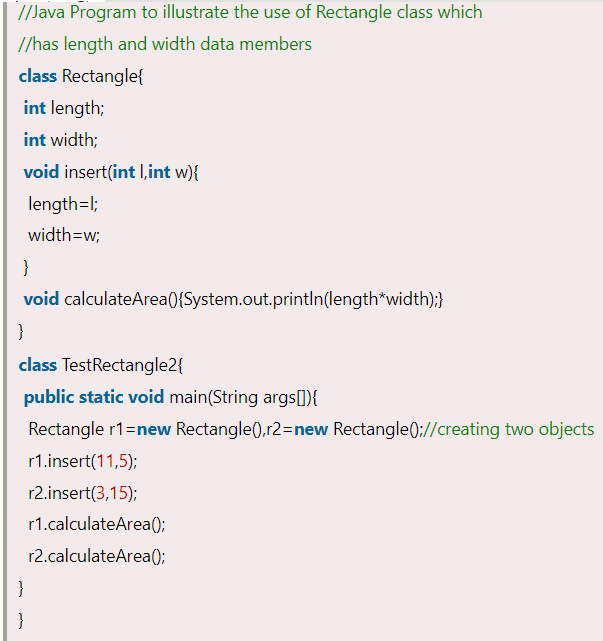 //Java Program to illustrate the use of Rectangle class which
//has length and width data members
class Rectangle{
int length;
int width;
void insert(int l,int w){
length=l;
width=w;
}
void calculateArea(){System.out.println(length*width);}
}
class TestRectangle2{
public static void main(String args[]){
Rectangle r1=new Rectangle(),r2=new Rectangle();//creating two objects
r1.insert(11,5);
r2.insert(3,15);
r1.calculateArea();
r2.calculateArea();
}
}